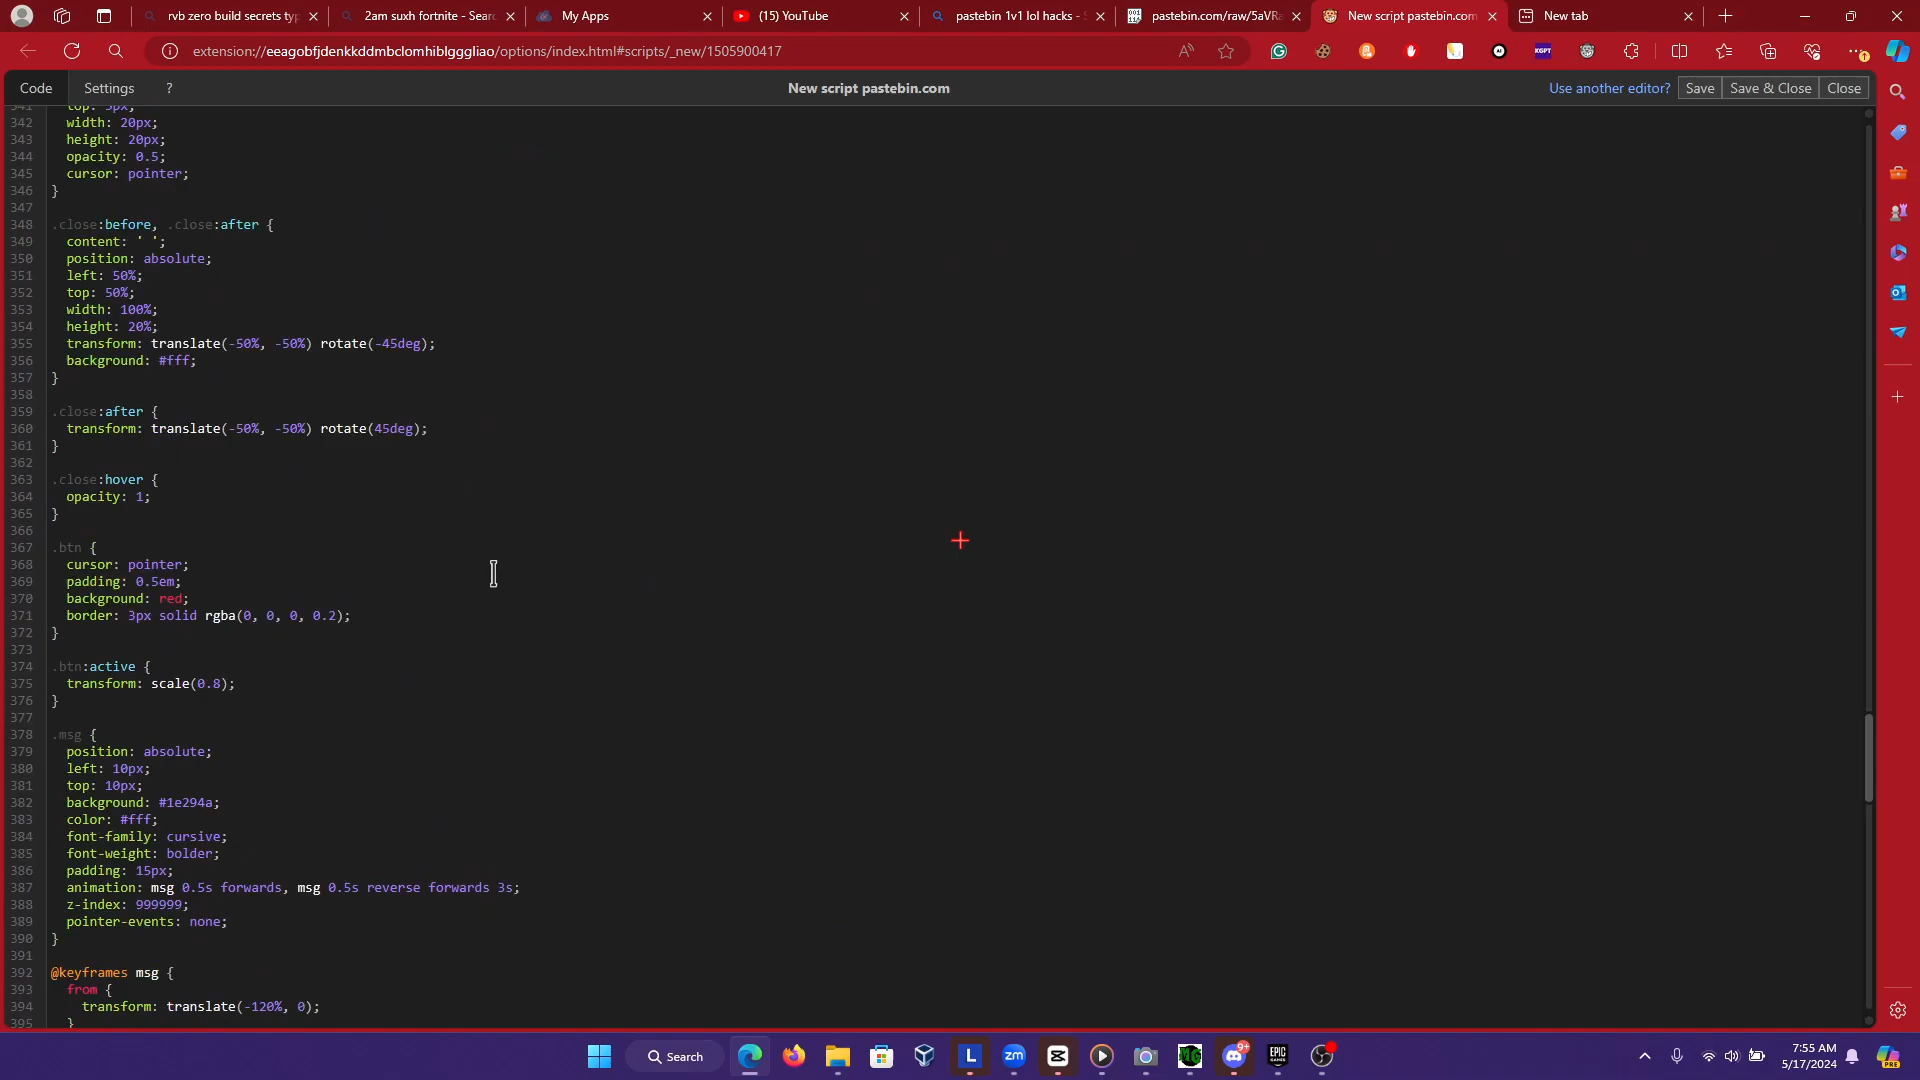 rvb zero build secrets typ
2am suxh fortnite - Searc
My Apps
(15) YouTube
pastebin 1v1 lol hacks - S
pastebin.com/raw/5aVRa
New script pastebin.com
New tab
extension://eeagobfjdenkkddmbclomhiblgggliao/options/index.html#scripts/_new/1505900417
Code
Settings
?
New script pastebin.com
Use another editor?
Save
Save & Close
Close
341 top: 5px;
342 width: 20px;
343 height: 20px;
344 opacity: 0.5;
345 cursor: pointer;
346 }
347
348 .close:before, .close:after {
349 content: ' ';
350 position: absolute;
351 left: 50%;
352 top: 50%;
353 width: 100%;
354 height: 20%;
355 transform: translate(-50%, -50%) rotate(-45deg);
356 background: #fff;
357 }
358
359 .close:after {
360 transform: translate(-50%, -50%) rotate(45deg);
361 }
362
363 .close:hover {
364 opacity: 1;
365 }
366
367 .btn {
368 cursor: pointer;
369 padding: 0.5em;
370 background: red;
371 border: 3px solid rgba(0, 0, 0, 0.2);
372 }
373
374 .btn:active {
375 transform: scale(0.8);
376 }
377
378 .msg {
379 position: absolute;
380 left: 10px;
381 top: 10px;
382 background: #1e294a;
383 color: #fff;
384 font-family: cursive;
385 font-weight: bolder;
386 padding: 15px;
387 animation: msg 0.5s forwards, msg 0.5s reverse forwards 3s;
388 z-index: 999999;
389 pointer-events: none;
390 }
391
392 @keyframes msg {
393 from {
394 transform: translate(-120%, 0);
395 }
Search
L
zm
9+
EPIC
7:55 AM
5/17/2024
PRE